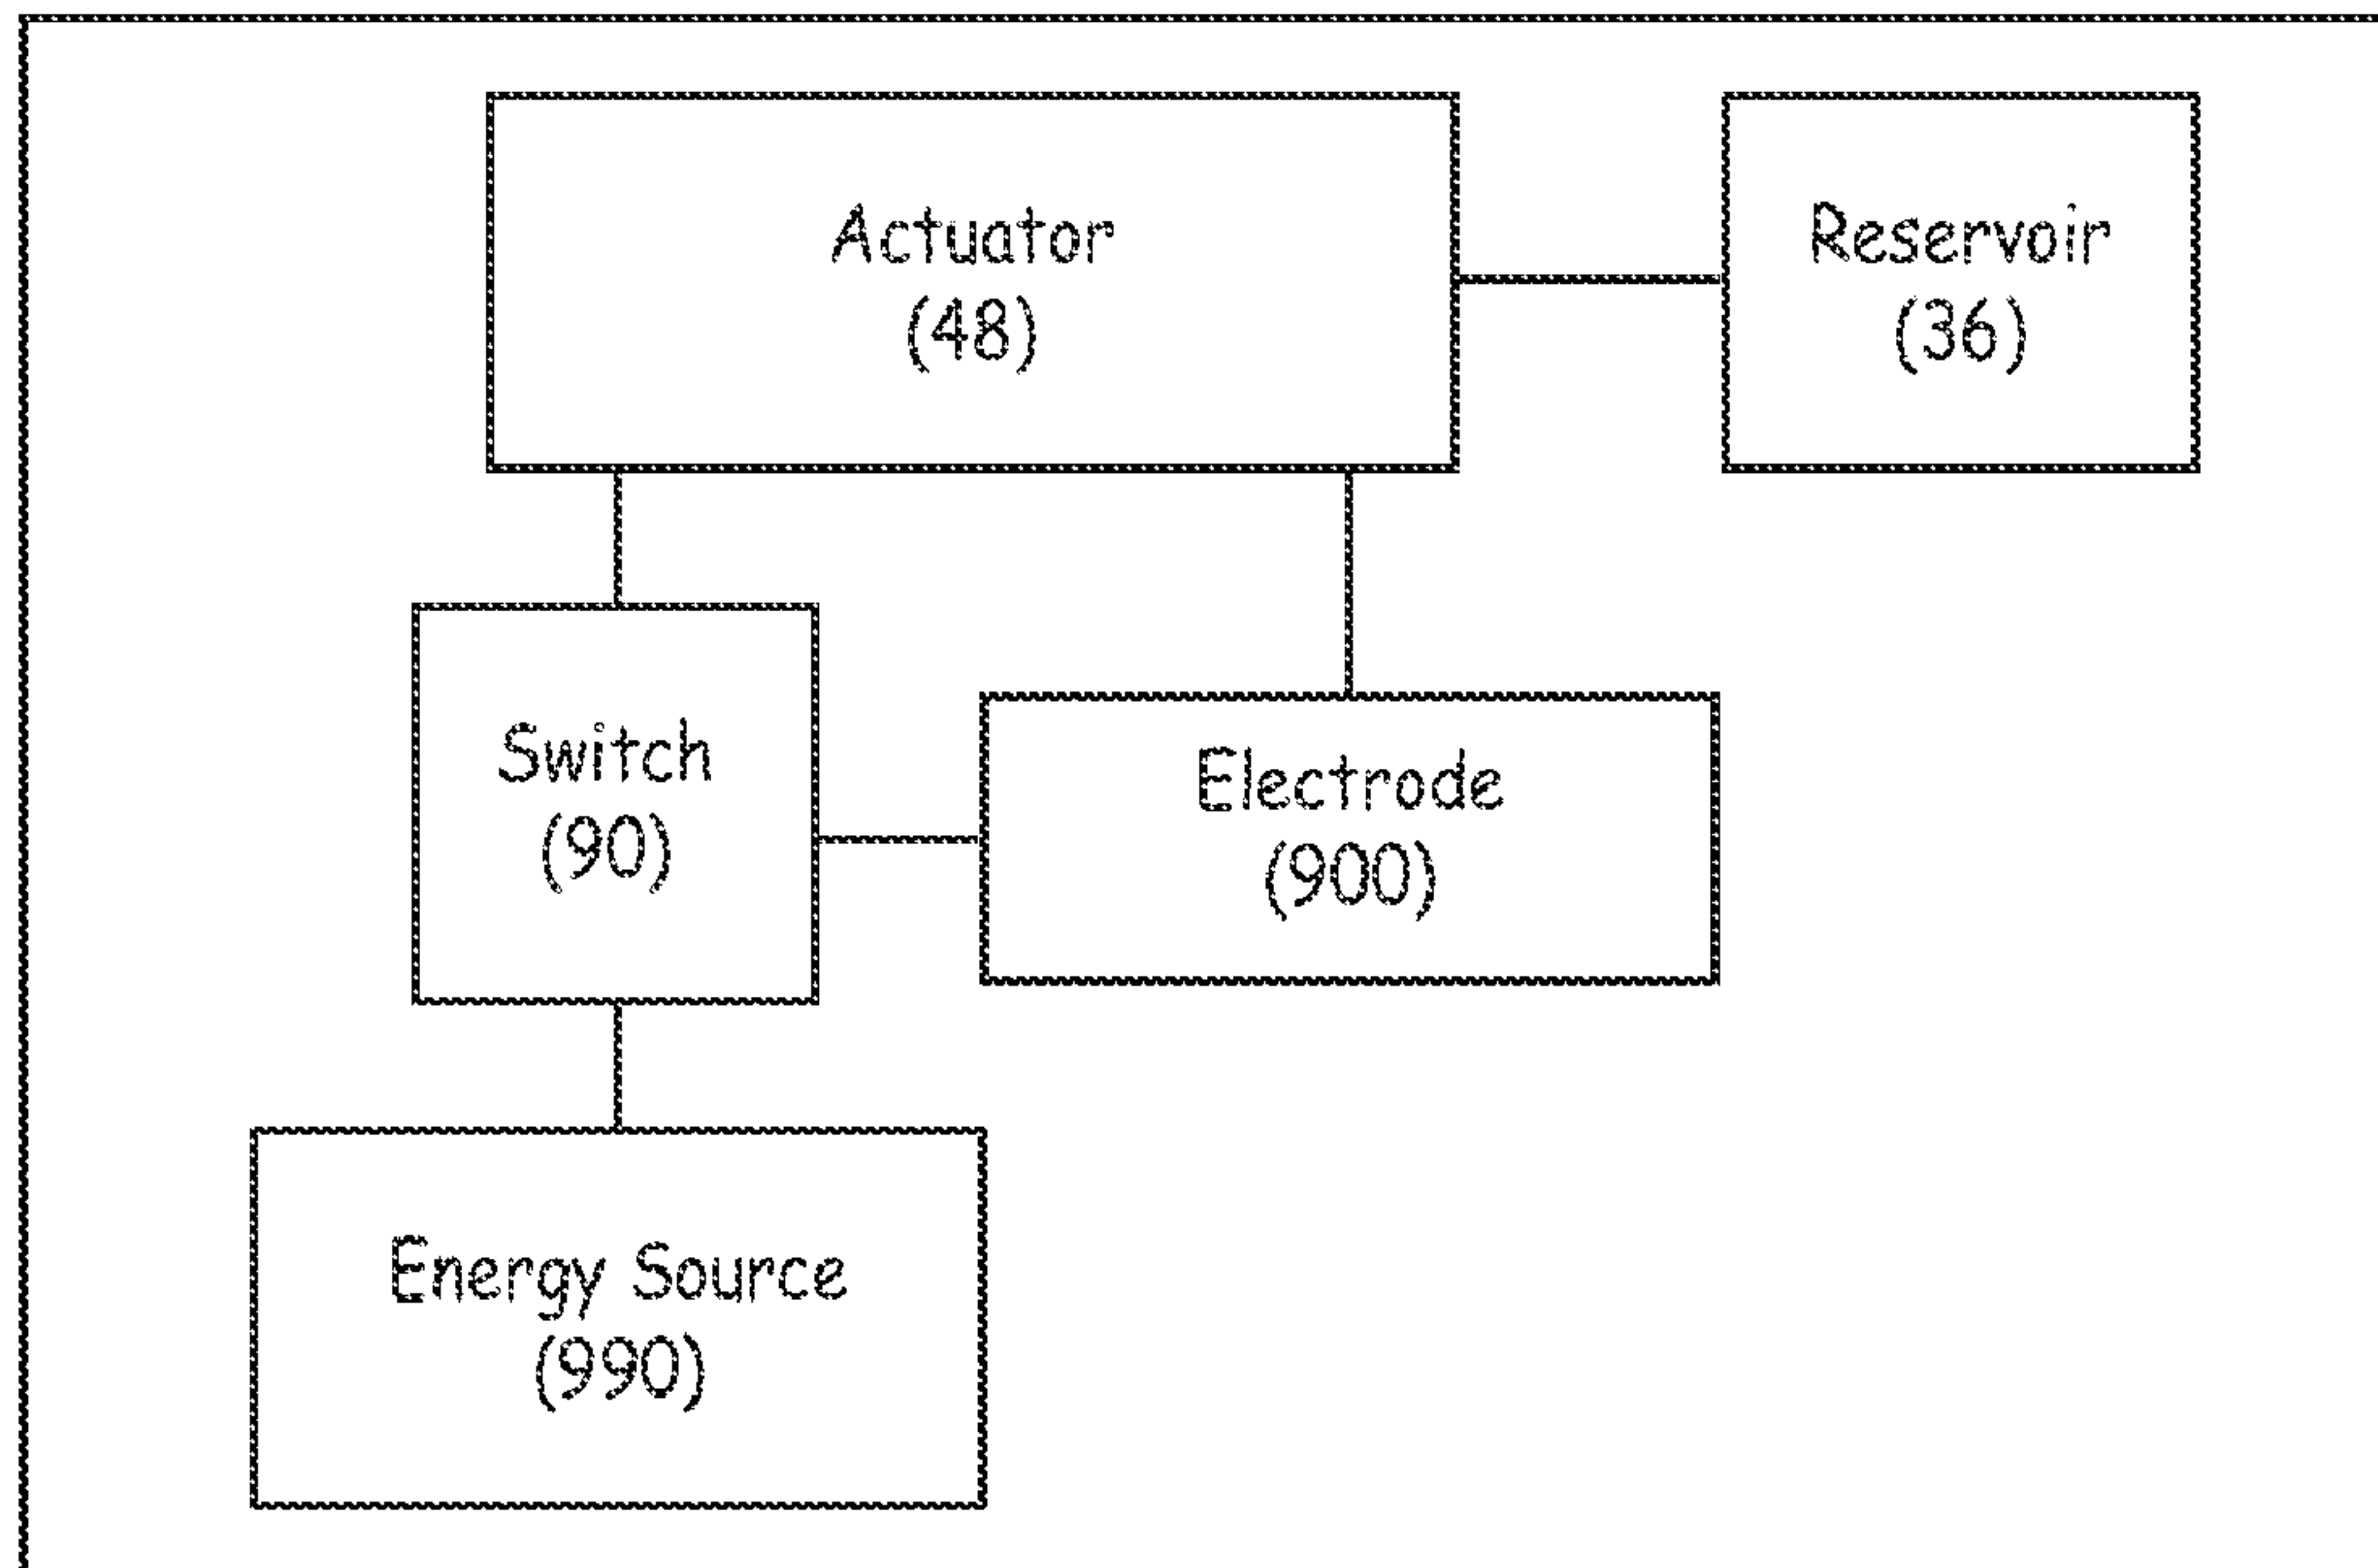 Actuator
(48)
Reservoir
(36)
Switch
(90)
Electrode
(900)
Energy Source
(990)